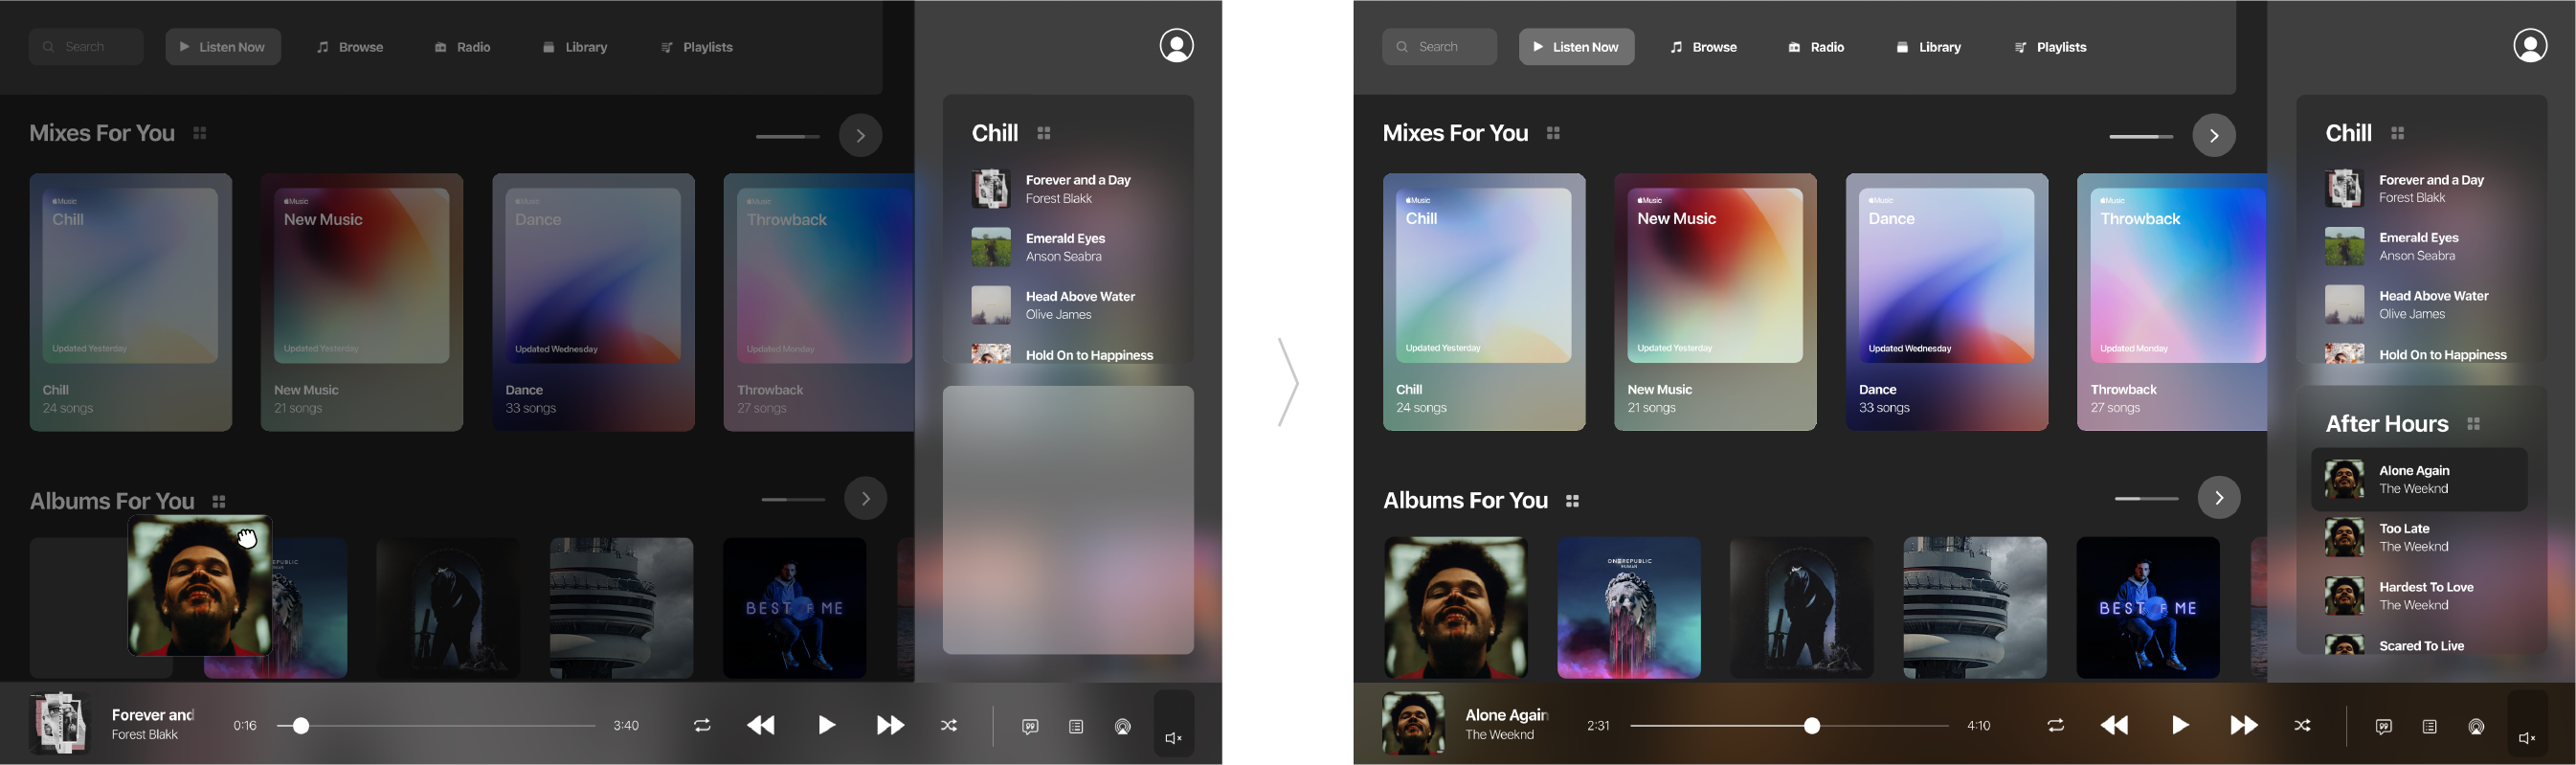 Search
Listen Now
Browse
Radio
Library
Playlists
Mixes For You
Music
Chill
Updated Yesterday
Chill
24 songs
Music
New Music
Updated Yesterday
New Music
21 songs
Music
Dance
Updated Wednesday
Dance
33 songs
Music
Throwback
Updated Monday
Throwback
27 songs
Albums For You
EPUBLIC
BEST OF ME
Chill
Forever and a Day
Forest Blakk
Emerald Eyes
Anson Seabra
Head Above Water
Olive James
Hold On to Happiness
Forever and
Forest Blakk
0:16
3:40
Search
Listen Now
Browse
Radio
Library
Playlists
Mixes For You
Music
Chill
Updated Yesterday
Chill
24 songs
Music
New Music
Updated Yesterday
New Music
21 songs
Music
Dance
Updated Wednesday
Dance
33 songs
Music
Throwback
Updated Monday
Throwback
27 songs
Albums For You
ONEREPUBLIC
HUMAN
BEST OF ME
Chill
Forever and a Day
Forest Blakk
Emerald Eyes
Anson Seabra
Head Above Water
Olive James
Hold On to Happiness
After Hours
Alone Again
The Weeknd
Too Late
The Weeknd
Hardest To Love
The Weeknd
Scared To Live
Alone Again
The Weeknd
2:31
4:10